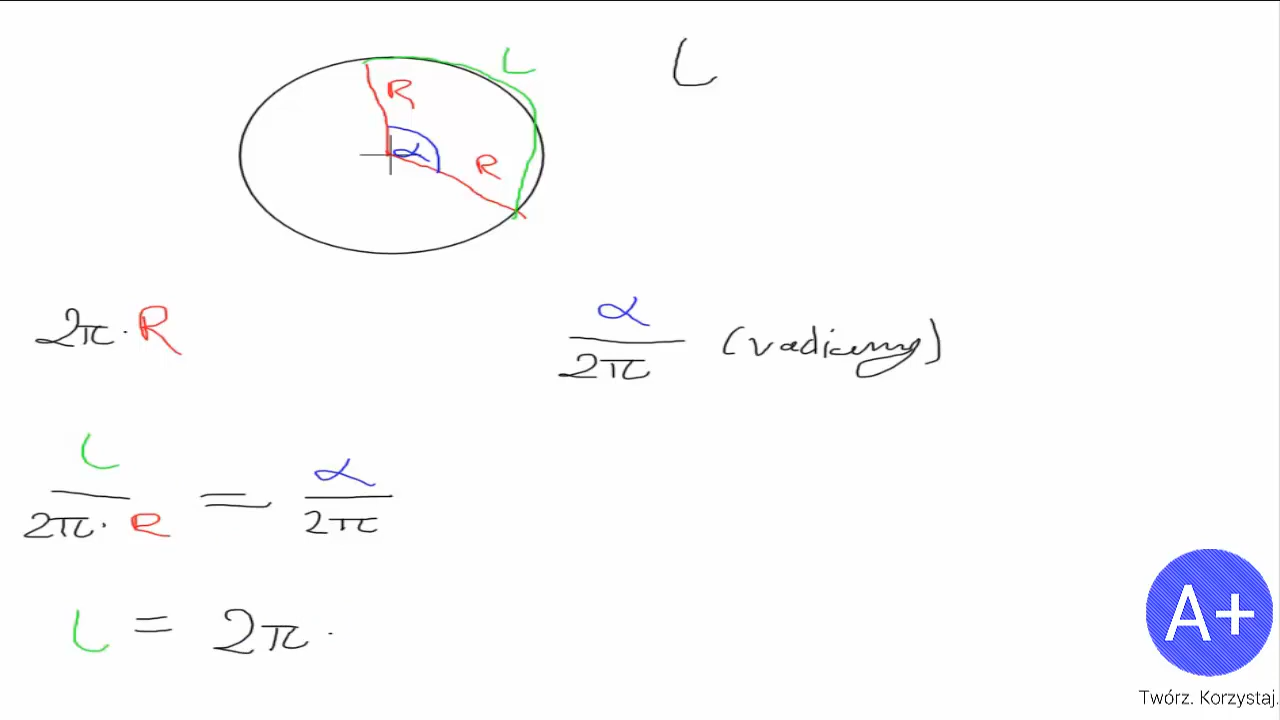 L L
R
α R
2π · R
α / 2π (radiany)
L / 2π · R = α / 2π
L = 2π ·
A+
Twórz. Korzystaj.